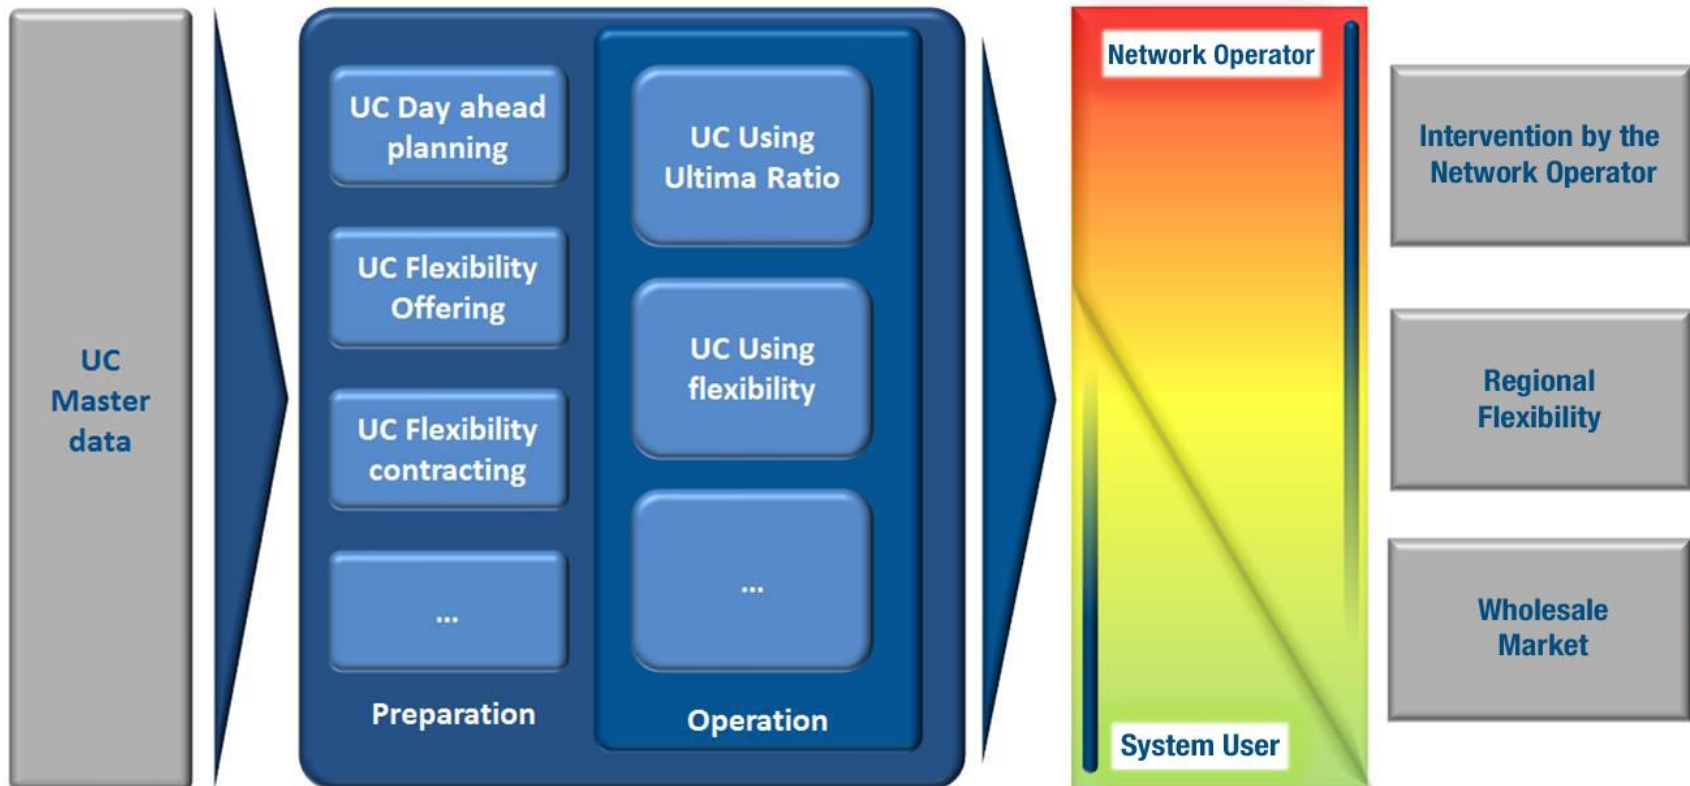 UC
Master
data
UC Day ahead
planning
UC Flexibility
Offering
UC Flexibility
contracting
...
Preparation
UC Using
Ultima Ratio
UC Using
flexibility
...
Operation
Network Operator
System User
Intervention by the
Network Operator
Regional
Flexibility
Wholesale
Market